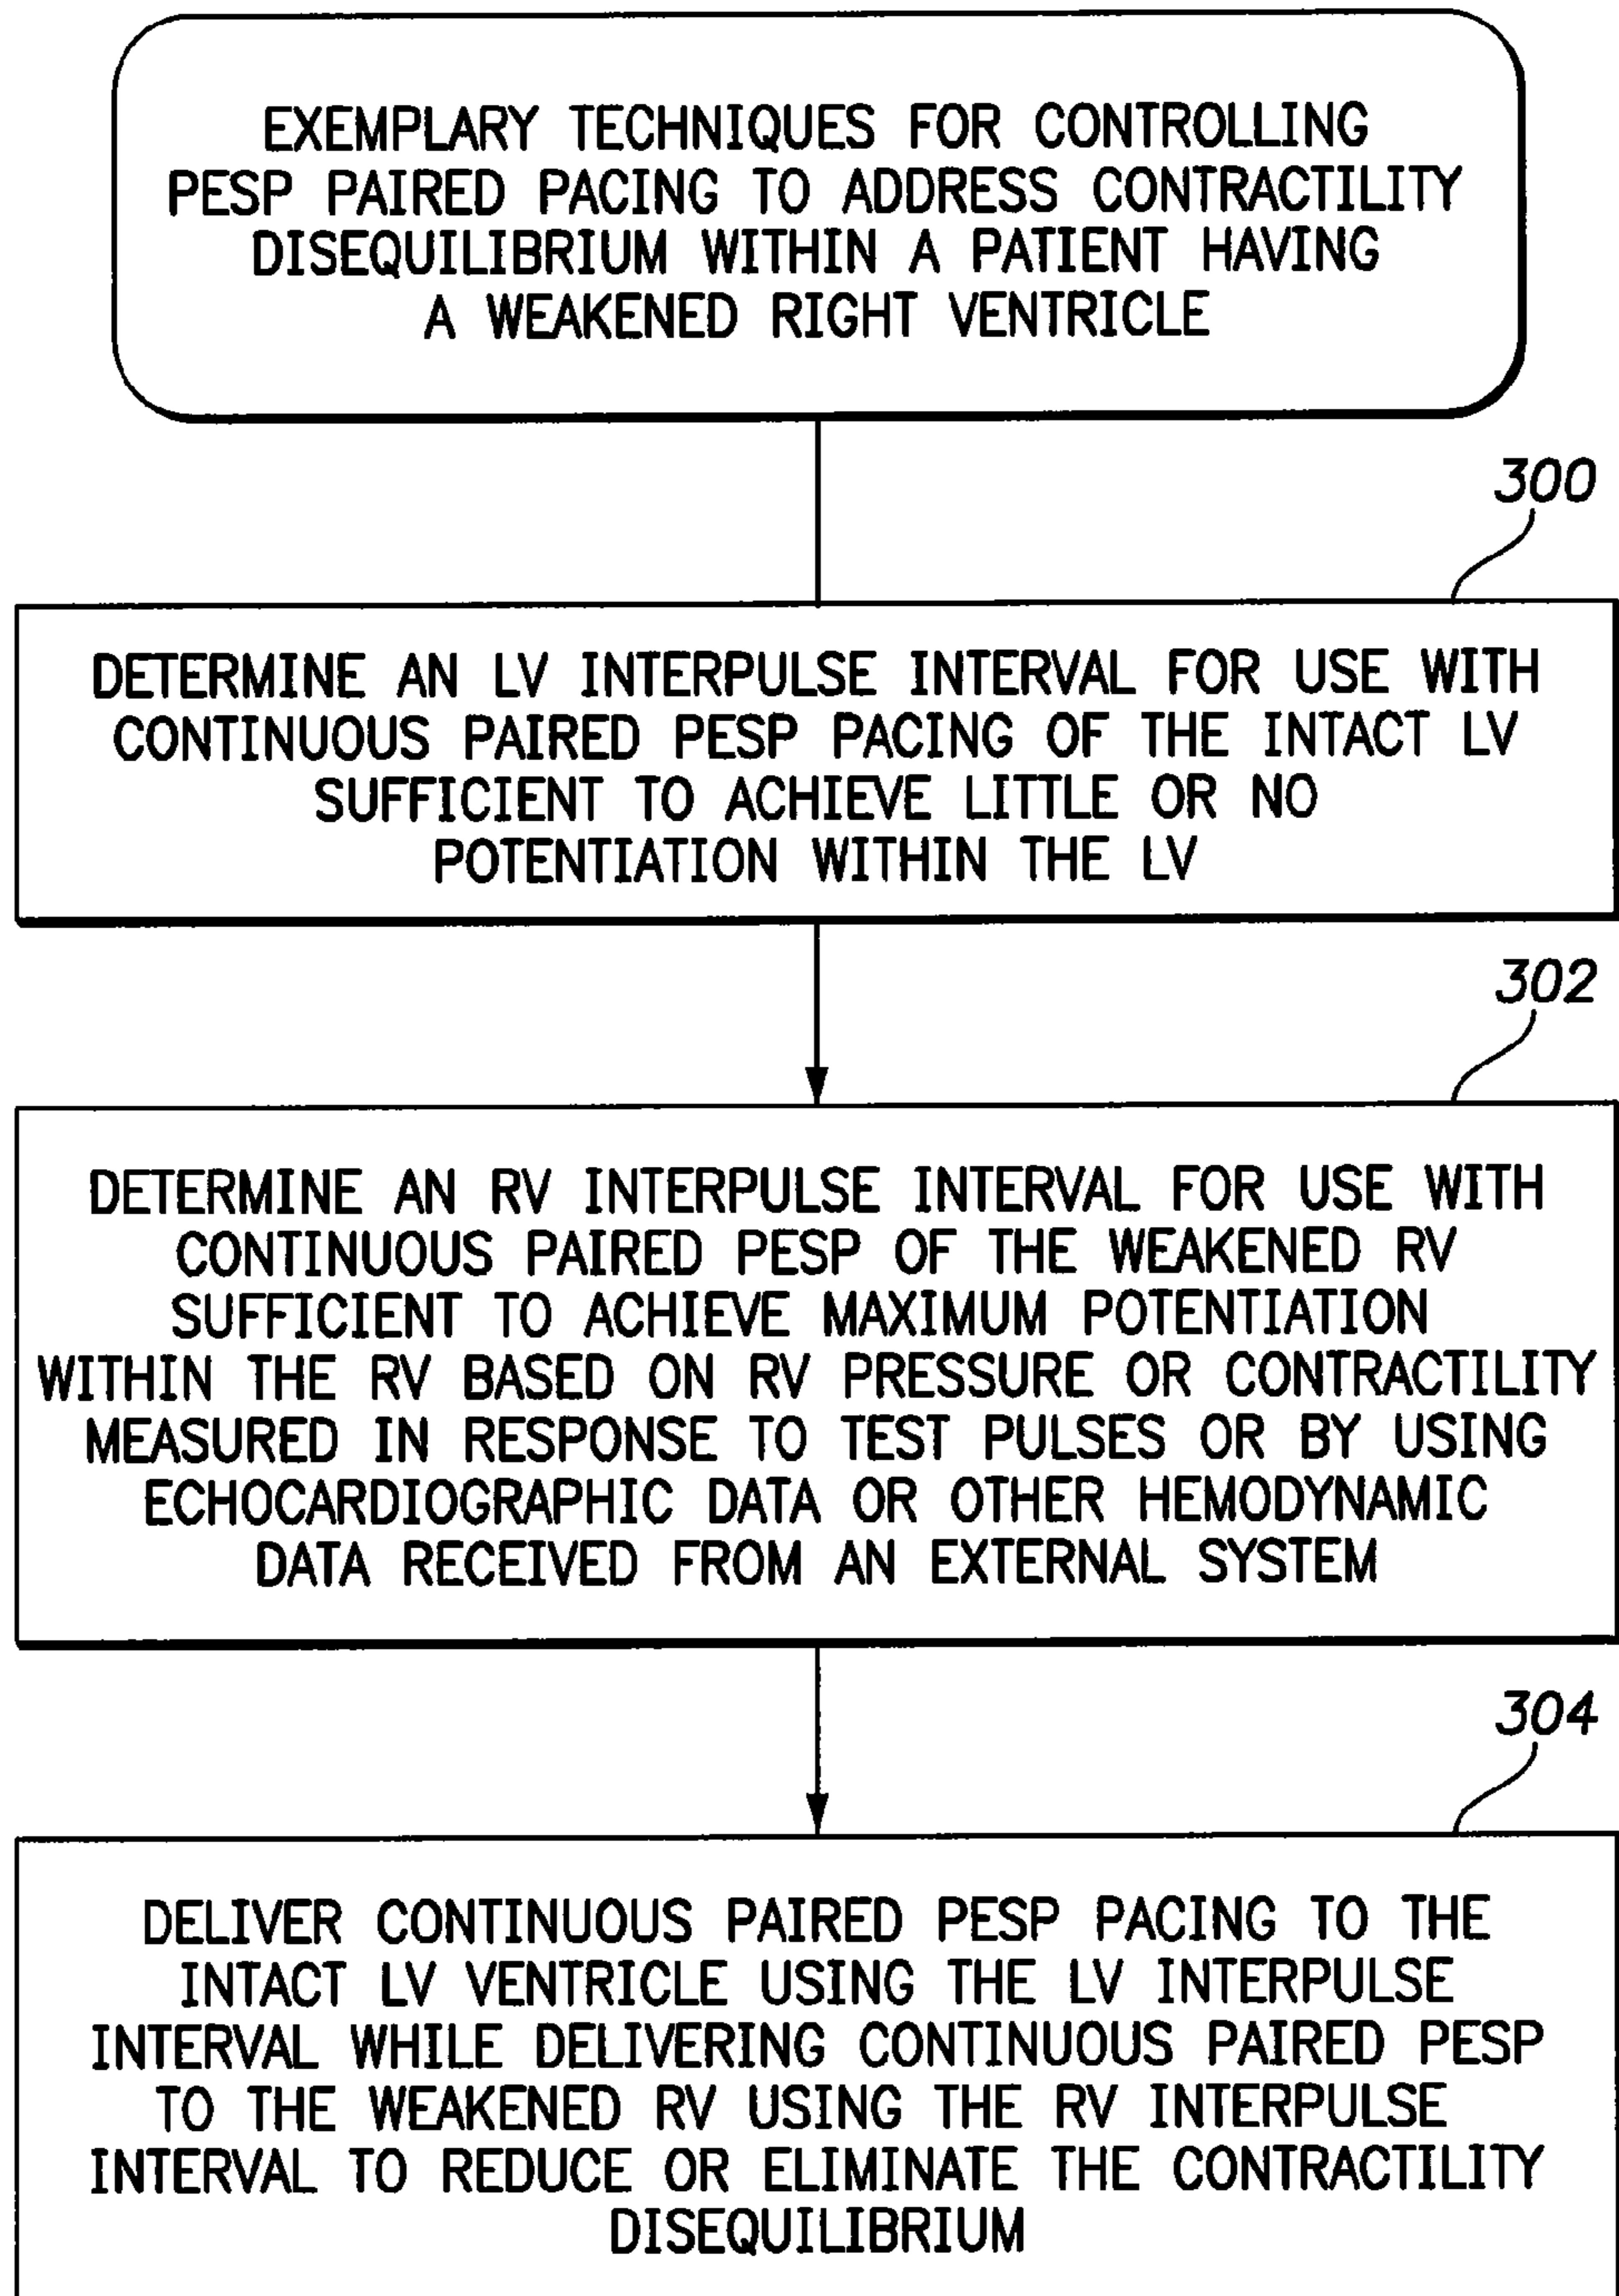 EXEMPLARY TECHNIQUES FOR CONTROLLING
PESP PAIRED PACING TO ADDRESS CONTRACTILITY
DISEQUILIBRIUM WITHIN A PATIENT HAVING
A WEAKENED RIGHT VENTRICLE
300
DETERMINE AN LV INTERPULSE INTERVAL FOR USE WITH
CONTINUOUS PAIRED PESP PACING OF THE INTACT LV
SUFFICIENT TO ACHIEVE LITTLE OR NO
POTENTIATION WITHIN THE LV
302
DETERMINE AN RV INTERPULSE INTERVAL FOR USE WITH
CONTINUOUS PAIRED PESP OF THE WEAKENED RV
SUFFICIENT TO ACHIEVE MAXIMUM POTENTIATION
WITHIN THE RV BASED ON RV PRESSURE OR CONTRACTILITY
MEASURED IN RESPONSE TO TEST PULSES OR BY USING
ECHOCARDIOGRAPHIC DATA OR OTHER HEMODYNAMIC
DATA RECEIVED FROM AN EXTERNAL SYSTEM
304
DELIVER CONTINUOUS PAIRED PESP PACING TO THE
INTACT LV VENTRICLE USING THE LV INTERPULSE
INTERVAL WHILE DELIVERING CONTINUOUS PAIRED PESP
TO THE WEAKENED RV USING THE RV INTERPULSE
INTERVAL TO REDUCE OR ELIMINATE THE CONTRACTILITY
DISEQUILIBRIUM